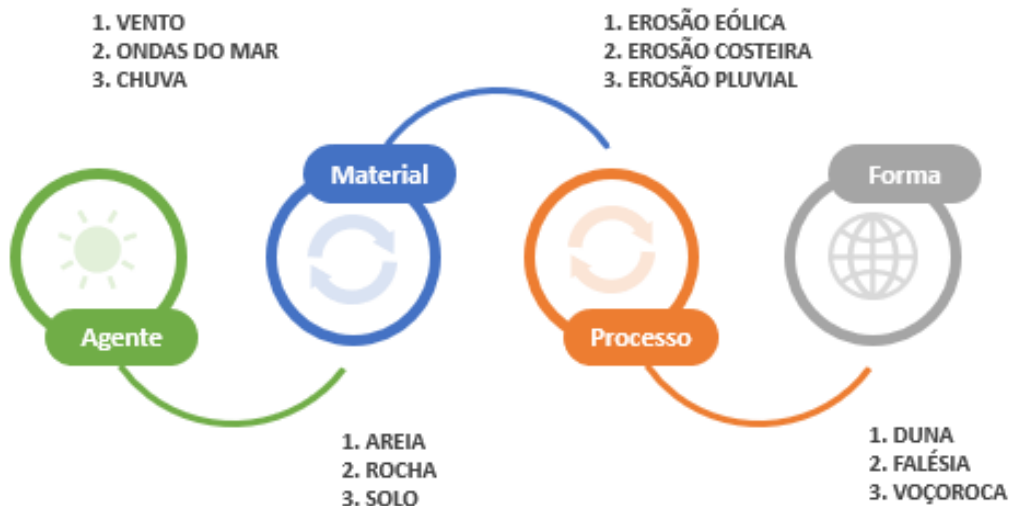 1. VENTO
2. ONDAS DO MAR
3. CHUVA
1. EROSÃO EÓLICA
2. EROSÃO COSTEIRA
3. EROSÃO PLUVIAL
Material
Forma
Agente
Processo
1. AREIA
2. ROCHA
3. SOLO
1. DUNA
2. FALÉSIA
3. VOÇOROCA